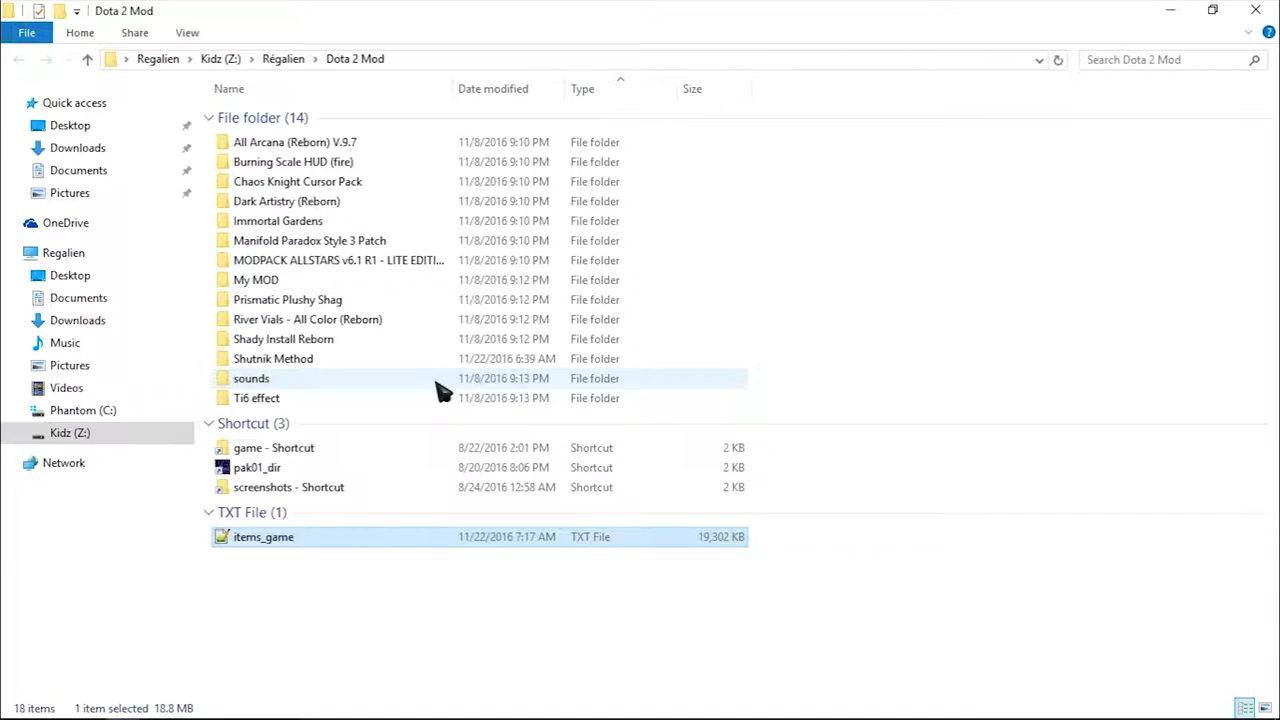 Dota 2 Mod
File Home Share View
Regalien Kidz (Z:) Régalien Dota 2 Mod Search Dota 2 Mod
Name Date modified Type Size
Quick access
Desktop
Downloads
Documents
Pictures
OneDrive
Regalien
Desktop
Documents
Downloads
Music
Pictures
Videos
Phantom (C:)
Kidz (Z:)
Network
File folder (14)
All Arcana (Reborn) V.9.7 11/8/2016 9:10 PM File folder
Burning Scale HUD (fire) 11/8/2016 9:10 PM File folder
Chaos Knight Cursor Pack 11/8/2016 9:10 PM File folder
Dark Artistry (Reborn) 11/8/2016 9:10 PM File folder
Immortal Gardens 11/8/2016 9:10 PM File folder
Manifold Paradox Style 3 Patch 11/8/2016 9:10 PM File folder
MODPACK ALLSTARS v6.1 R1 - LITE EDITI... 11/8/2016 9:10 PM File folder
My MOD 11/8/2016 9:12 PM File folder
Prismatic Plushy Shag 11/8/2016 9:12 PM File folder
River Vials - All Color (Reborn) 11/8/2016 9:12 PM File folder
Shady Install Reborn 11/8/2016 9:12 PM File folder
Shutnik Method 11/22/2016 6:39 AM File folder
sounds 11/8/2016 9:13 PM File folder
Ti6 effect 11/8/2016 9:13 PM File folder
Shortcut (3)
game - Shortcut 8/22/2016 2:01 PM Shortcut 2 KB
pak01_dir 8/20/2016 8:06 PM Shortcut 2 KB
screenshots - Shortcut 8/24/2016 12:58 AM Shortcut 2 KB
TXT File (1)
items_game 11/22/2016 7:17 AM TXT File 19,302 KB
18 items 1 item selected 18.8 MB